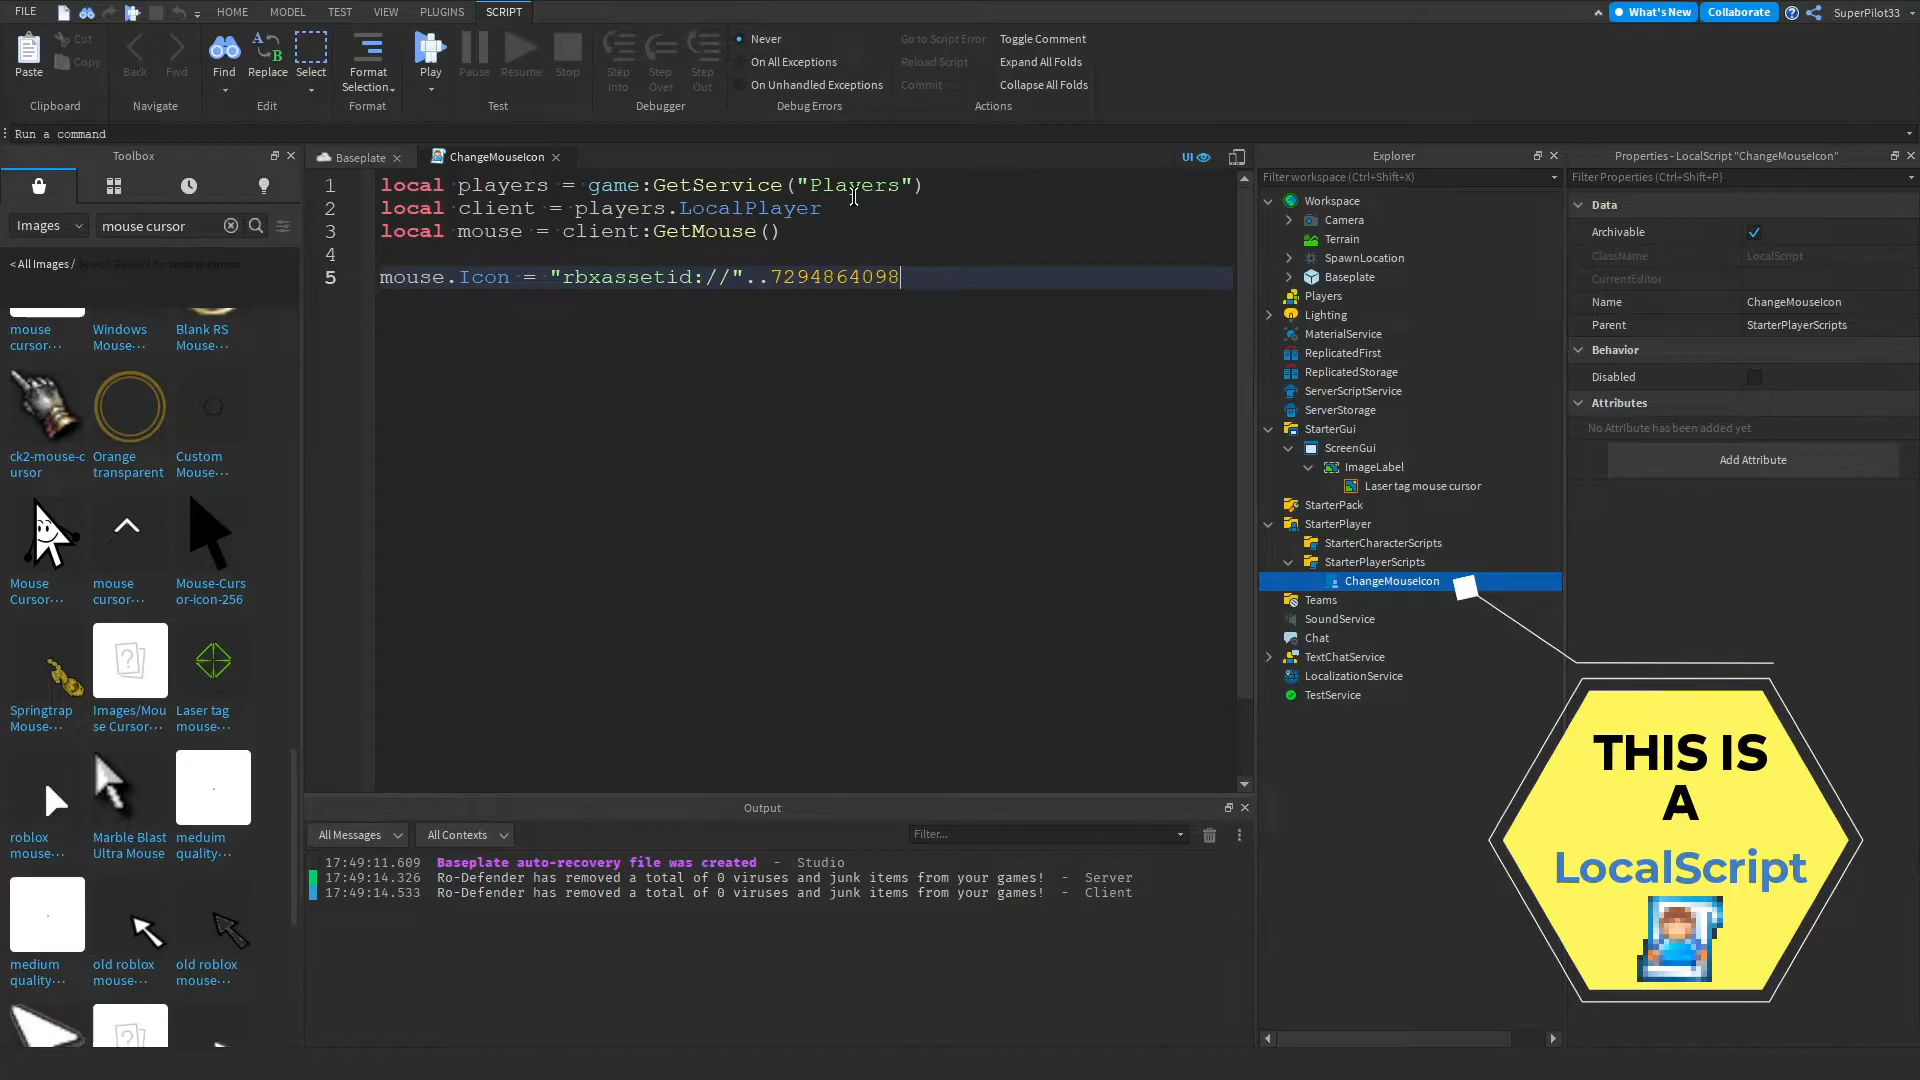 FILE
HOME
MODEL
TEST
VIEW
PLUGINS
SCRIPT
What's New
Collaborate
SuperPilot33
Paste
Cut
Copy
Clipboard
Back
Fwd
Navigate
Find
Replace
Select
Edit
Format
Selection
Format
Play
Pause
Resume
Stop
Test
Step
Into
Step
Over
Step
Out
Debugger
Never
On All Exceptions
On Unhandled Exceptions
Debug Errors
Go to Script Error
Reload Script
Commit
Toggle Comment
Expand All Folds
Collapse All Folds
Actions
Run a command
Toolbox
Images
mouse cursor
< All Images /
mouse
cursor...
Windows
Mouse...
Blank RS
Mouse...
ck2-mouse-c
ursor
Orange
transparent
Custom
Mouse...
Mouse
Cursor...
mouse
cursor...
Mouse-Curs
or-icon-256
Springtrap
Mouse...
Images/Mou
se Cursor...
Laser tag
mouse...
roblox
mouse...
Marble Blast
Ultra Mouse
meduim
quality...
medium
quality...
old roblox
mouse...
old roblox
mouse...
Baseplate
ChangeMouseIcon
UI
1 local players = game:GetService("Players")
2 local client = players.LocalPlayer
3 local mouse = client:GetMouse()
4
5 mouse.Icon = "rbxassetid://"..7294864098
Output
All Messages
All Contexts
Filter...
17:49:11.609 Baseplate auto-recovery file was created - Studio
17:49:14.326 Ro-Defender has removed a total of 0 viruses and junk items from your games! - Server
17:49:14.533 Ro-Defender has removed a total of 0 viruses and junk items from your games! - Client
Explorer
Filter workspace (Ctrl+Shift+X)
Workspace
Camera
Terrain
SpawnLocation
Baseplate
Players
Lighting
MaterialService
ReplicatedFirst
ReplicatedStorage
ServerScriptService
ServerStorage
StarterGui
ScreenGui
ImageLabel
Laser tag mouse cursor
StarterPack
StarterPlayer
StarterCharacterScripts
StarterPlayerScripts
ChangeMouseIcon
Teams
SoundService
Chat
TextChatService
LocalizationService
TestService
Properties - LocalScript "ChangeMouseIcon"
Filter Properties (Ctrl+Shift+P)
Data
Archivable
ClassName LocalScript
CurrentEditor
Name ChangeMouseIcon
Parent StarterPlayerScripts
Behavior
Disabled
Attributes
No Attribute has been added yet
Add Attribute
THIS IS
A
LocalScript